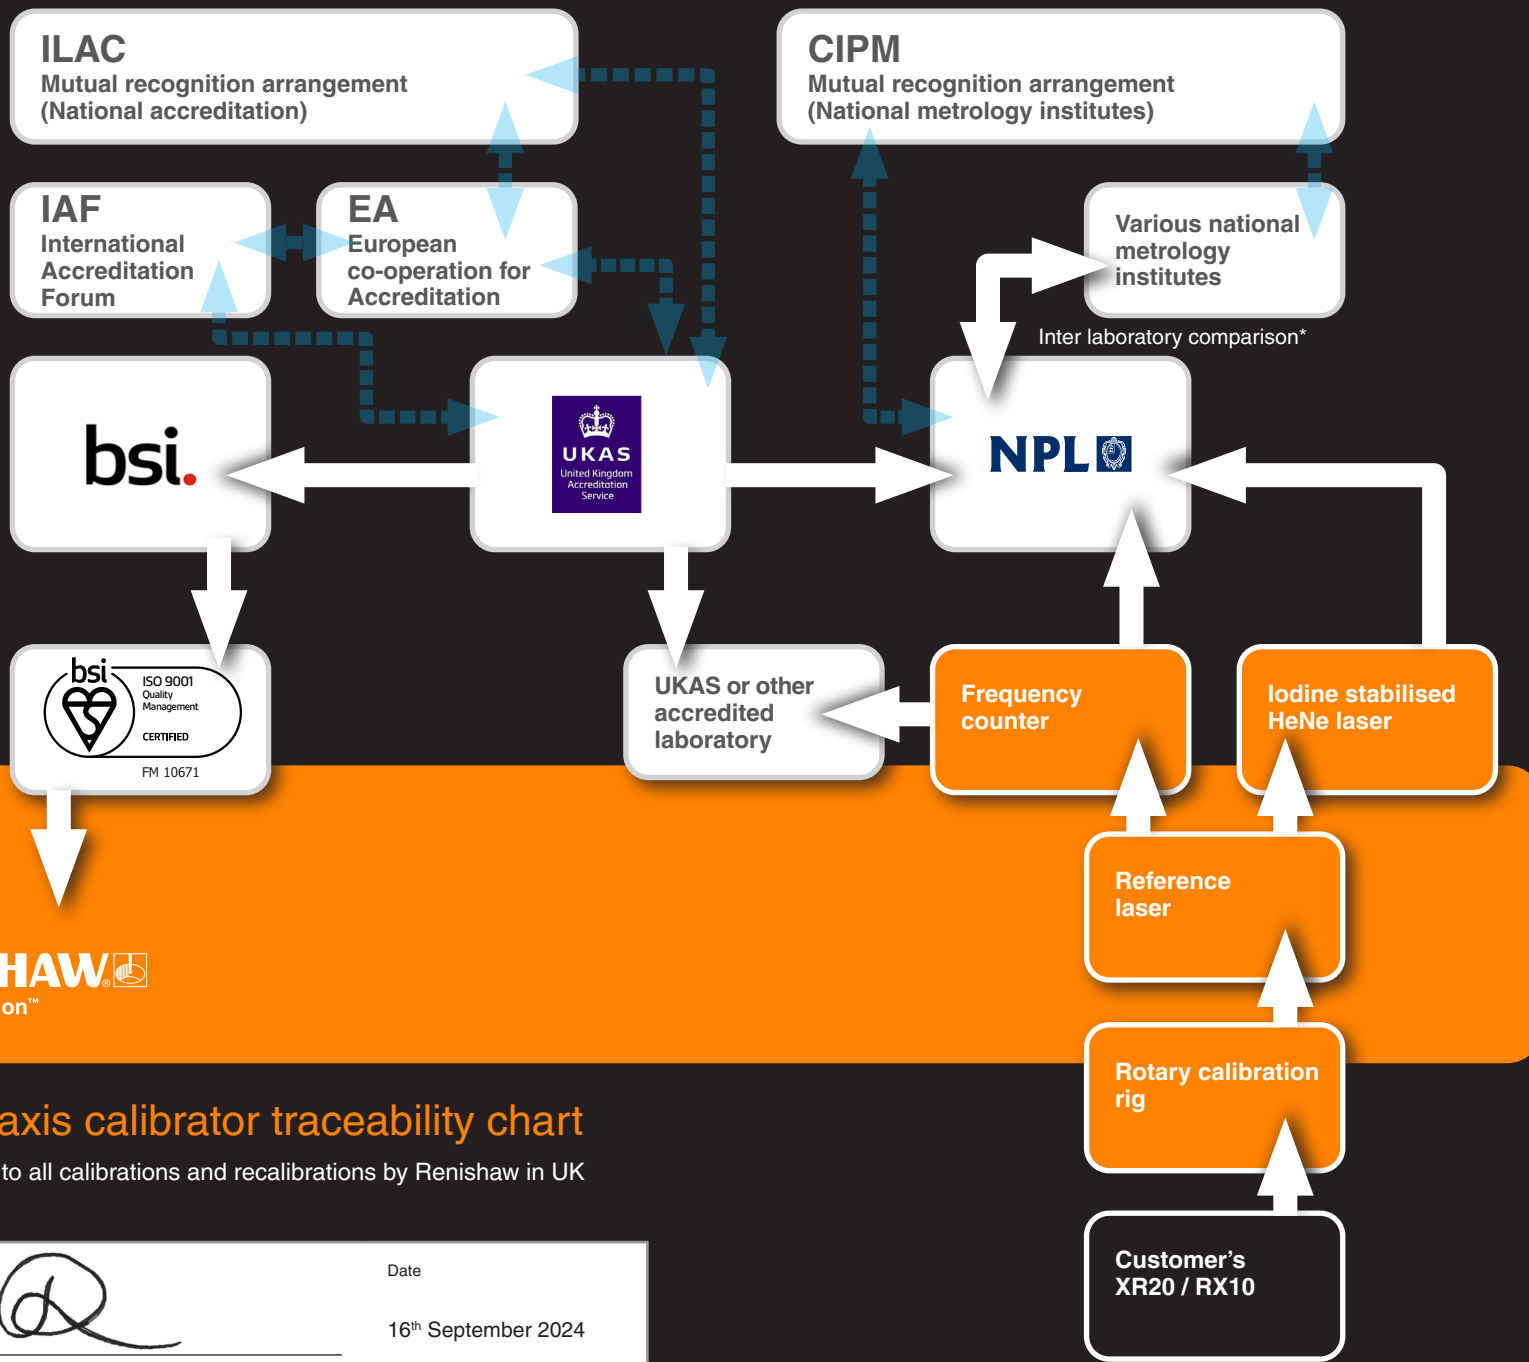 ILAC
Mutual recognition arrangement
(National accreditation)
CIPM
Mutual recognition arrangement
(National metrology institutes)
IAF
International
Accreditation
Forum
EA
European
co-operation for
Accreditation
Various national
metrology
institutes
Inter laboratory comparison*
bsi.
UKAS
United Kingdom
Accreditation
Service
NPL
bsi
ISO 9001
Quality
Management
CERTIFIED
FM 10671
UKAS or other
accredited
laboratory
Frequency
counter
Iodine stabilised
HeNe laser
Reference
laser
HAW®
on™
Rotary calibration
rig
axis calibrator traceability chart
to all calibrations and recalibrations by Renishaw in UK
Customer's
XR20 / RX10
Date
16th September 2024